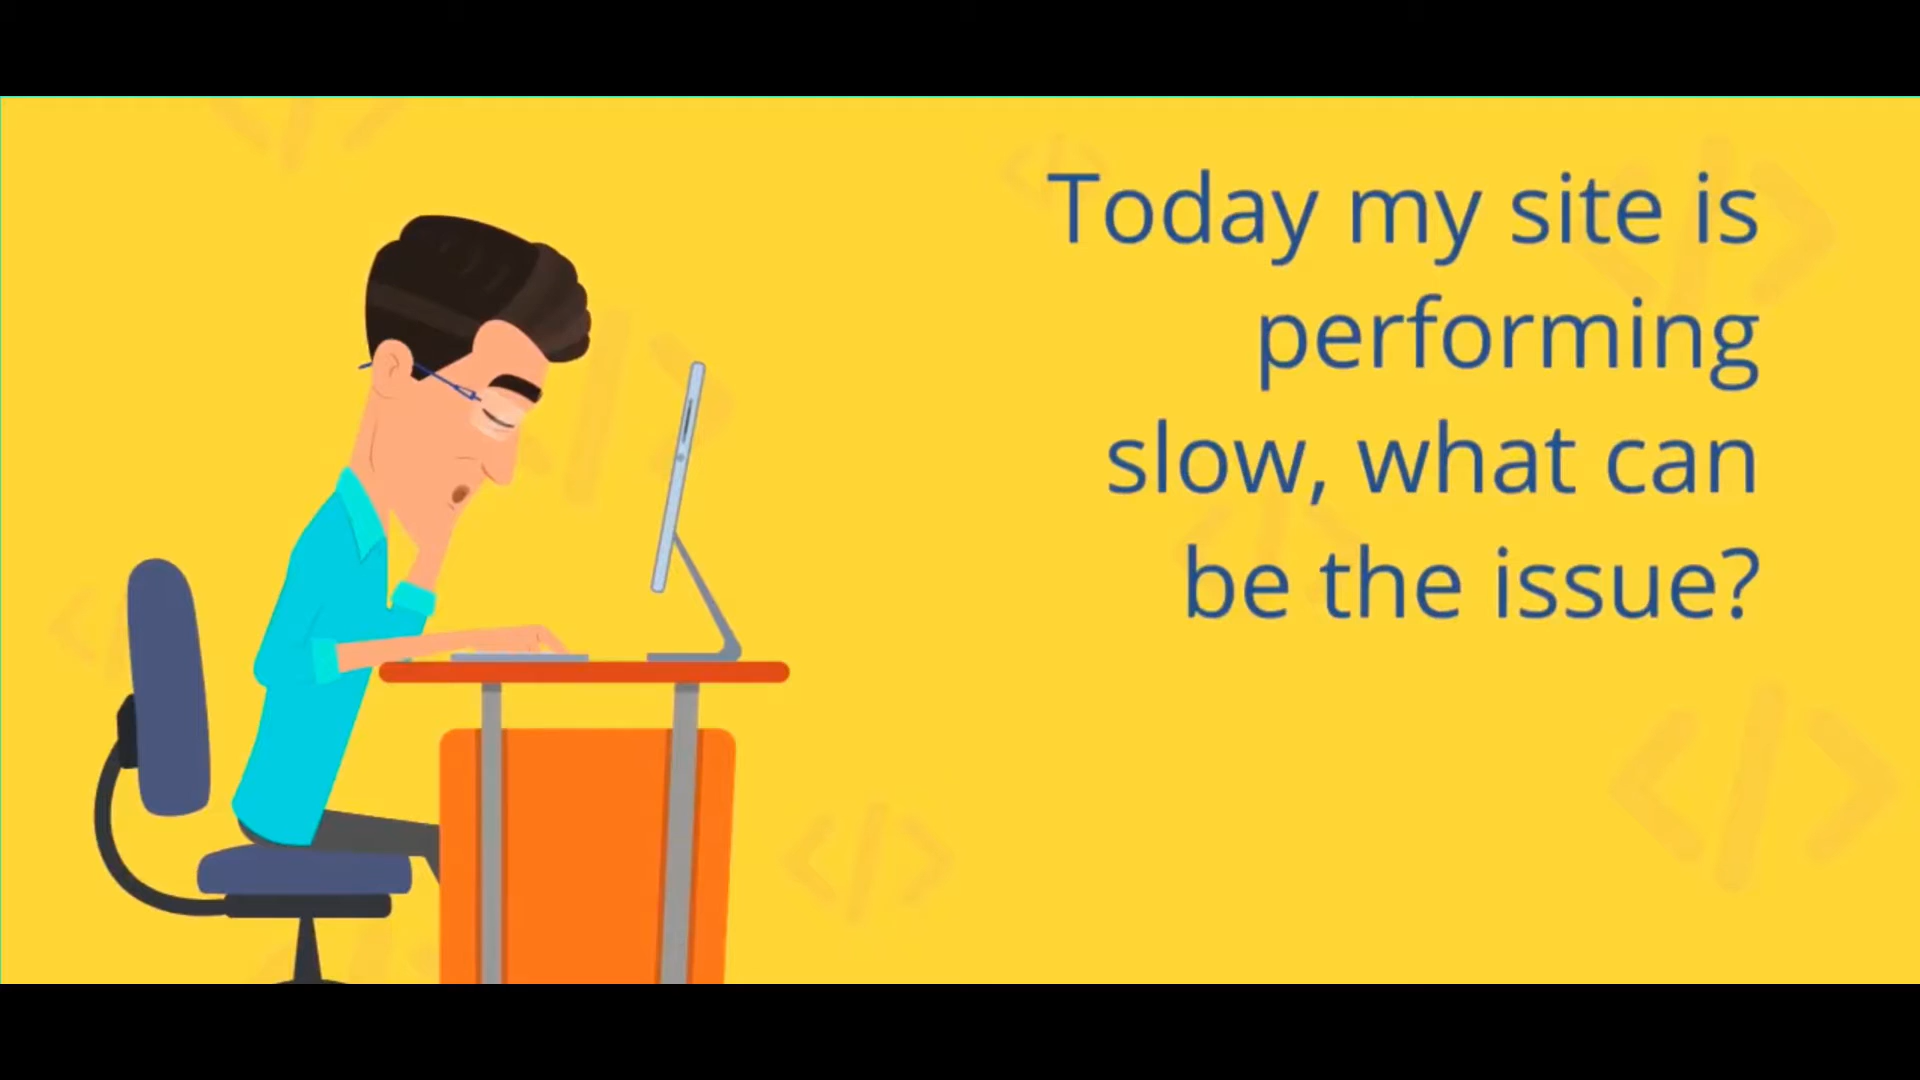 Today my site is
performing
slow, what can
be the issue?